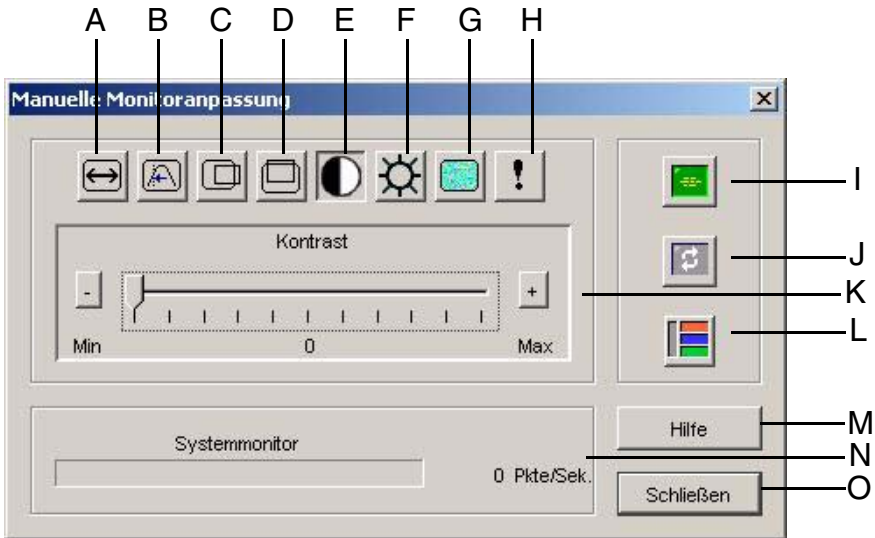 A B C D E F G H
Manuelle Monitoranpassung
I
Kontrast
J
- +
K
Min 0 Max
L
Hilfe
M
Systemmonitor
N
0 Pkte/Sek.
Schließen
O